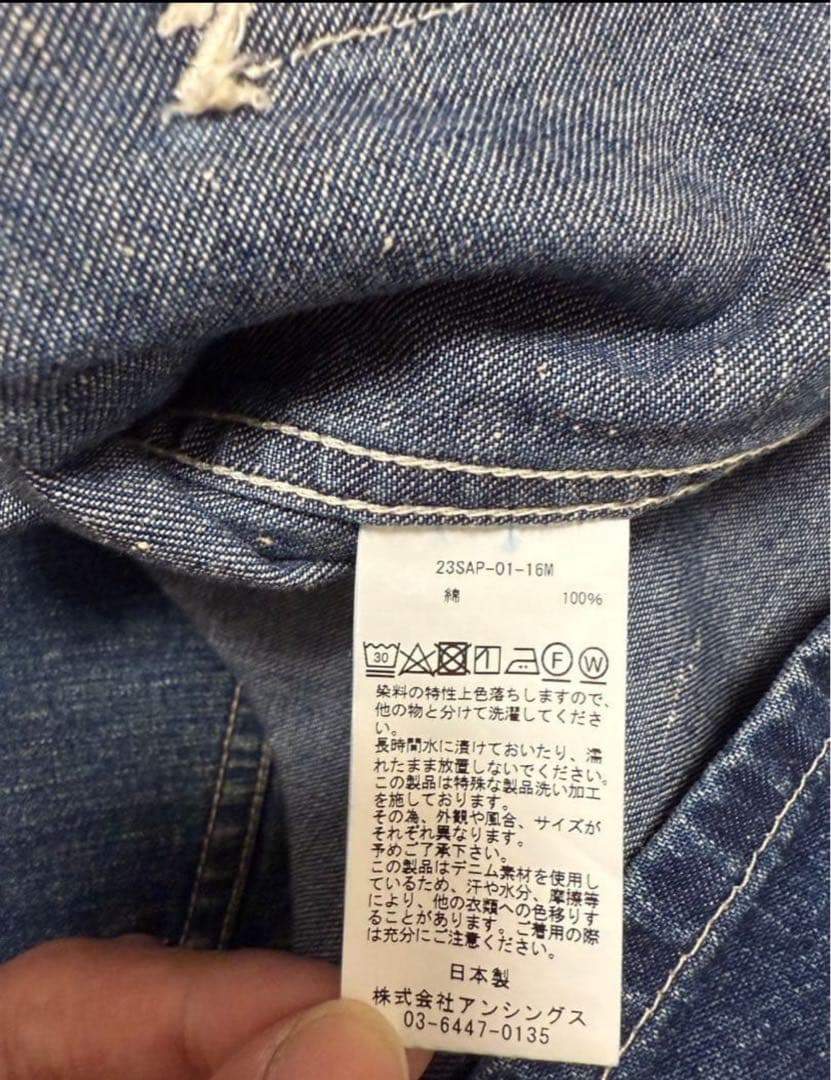 23SAP-01-16M
綿 100%
30 F W
染料の特性上色落ちしますので、
他の物と分けて洗濯してくださ
い。
長時間水に漬けておいたり、濡
れたまま放置しないでください。
この製品は特殊な製品洗い加工
を施しております。
その為、外観や風合、サイズが
それぞれ異なります。
予めご了承下さい。
この製品はデニム素材を使用し
ているため、汗や水分、摩擦等
により、他の衣類への色移りす
ることがあります。ご着用の際
は充分にご注意ください。
日本製
株式会社アンシングス
03-6447-0135